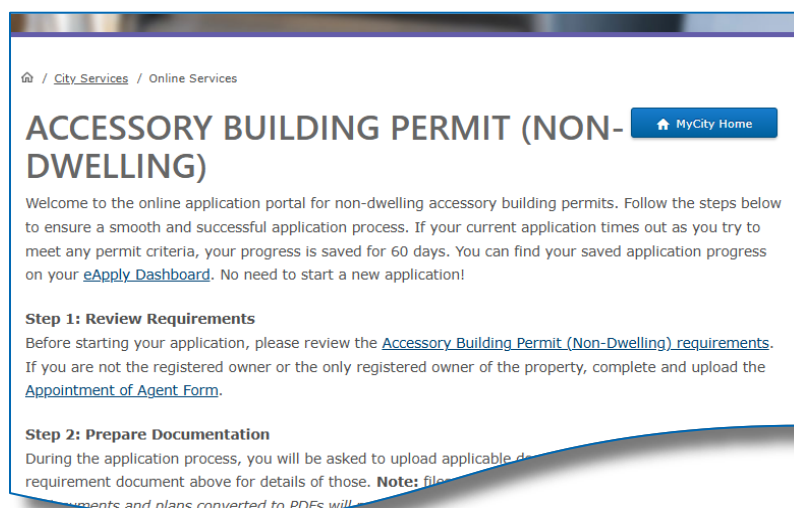 / City Services / Online Services
ACCESSORY BUILDING PERMIT (NON-
MyCity Home
DWELLING)
Welcome to the online application portal for non-dwelling accessory building permits. Follow the steps below
to ensure a smooth and successful application process. If your current application times out as you try to
meet any permit criteria, your progress is saved for 60 days. You can find your saved application progress
on your eApply Dashboard. No need to start a new application!
Step 1: Review Requirements
Before starting your application, please review the Accessory Building Permit (Non-Dwelling) requirements.
If you are not the registered owner or the only registered owner of the property, complete and upload the
Appointment of Agent Form.
Step 2: Prepare Documentation
During the application process, you will be asked to upload applicable
requirement document above for details of those. Note: files
and plans converted to PDFs will